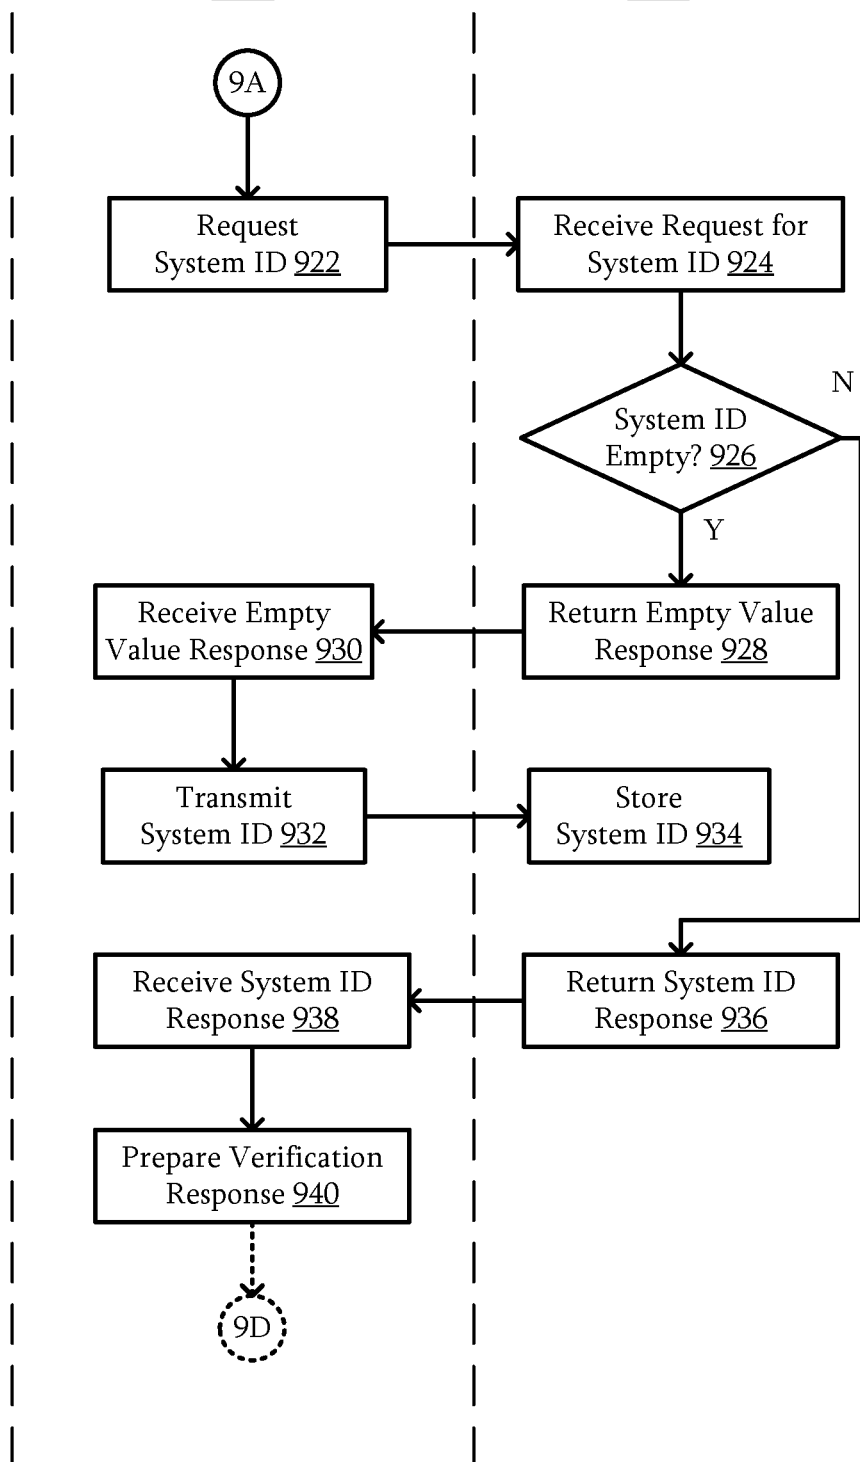 9A
Request
System ID 922
Receive Request for
System ID 924
N
System ID
Empty? 926
Y
Receive Empty
Value Response 930
Return Empty Value
Response 928
Transmit
System ID 932
Store
System ID 934
Receive System ID
Response 938
Return System ID
Response 936
Prepare Verification
Response 940
9D